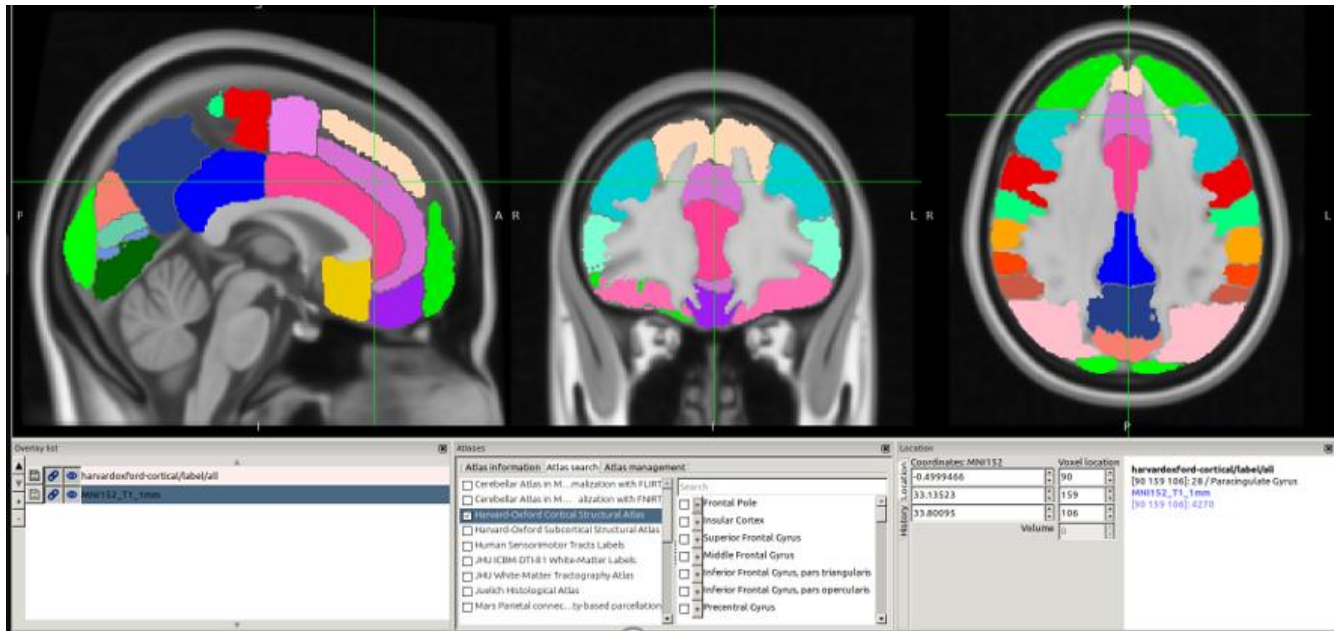 S
S
A
P
A
R
L
R
L
I
I
P
Overlay list
harvardoxford-cortical/label/all
MNI152_T1_1mm
Atlases
Atlas information
Atlas search
Atlas management
Cerebellar Atlas in M... malization with FLIRT
Cerebellar Atlas in M... alization with FNIRT
Harvard-Oxford Cortical Structural Atlas
Harvard-Oxford Subcortical Structural Atlas
Human Sensorimotor Tracts Labels
JHU ICBM-DTI-81 White-Matter Labels
JHU White-Matter Tractography Atlas
Juelich Histological Atlas
Mars Parietal connec...ty-based parcellation
Search
Frontal Pole
Insular Cortex
Superior Frontal Gyrus
Middle Frontal Gyrus
Inferior Frontal Gyrus, pars triangularis
Inferior Frontal Gyrus, pars opercularis
Precentral Gyrus
Location
History
Location
Coordinates: MNI152
Voxel location
-0.4999466
90
33.13523
159
33.80095
106
Volume
0
harvardoxford-cortical/label/all
[90 159 106]: 28 / Paracingulate Gyrus
MNI152_T1_1mm
[90 159 106]: 4270